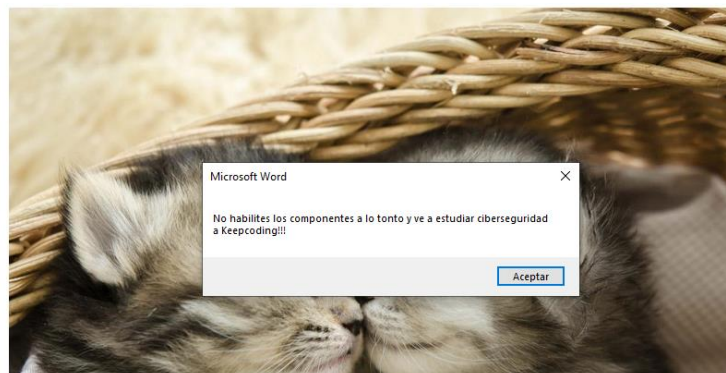 Microsoft Word
No habilites los componentes a lo tonto y ve a estudiar ciberseguridad
a Keepcoding!!!
Aceptar